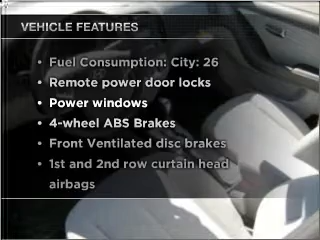 VEHICLE FEATURES
• Fuel Consumption: City: 26
• Remote power door locks
• Power windows
• 4-wheel ABS Brakes
• Front Ventilated disc brakes
• 1st and 2nd row curtain head
airbags